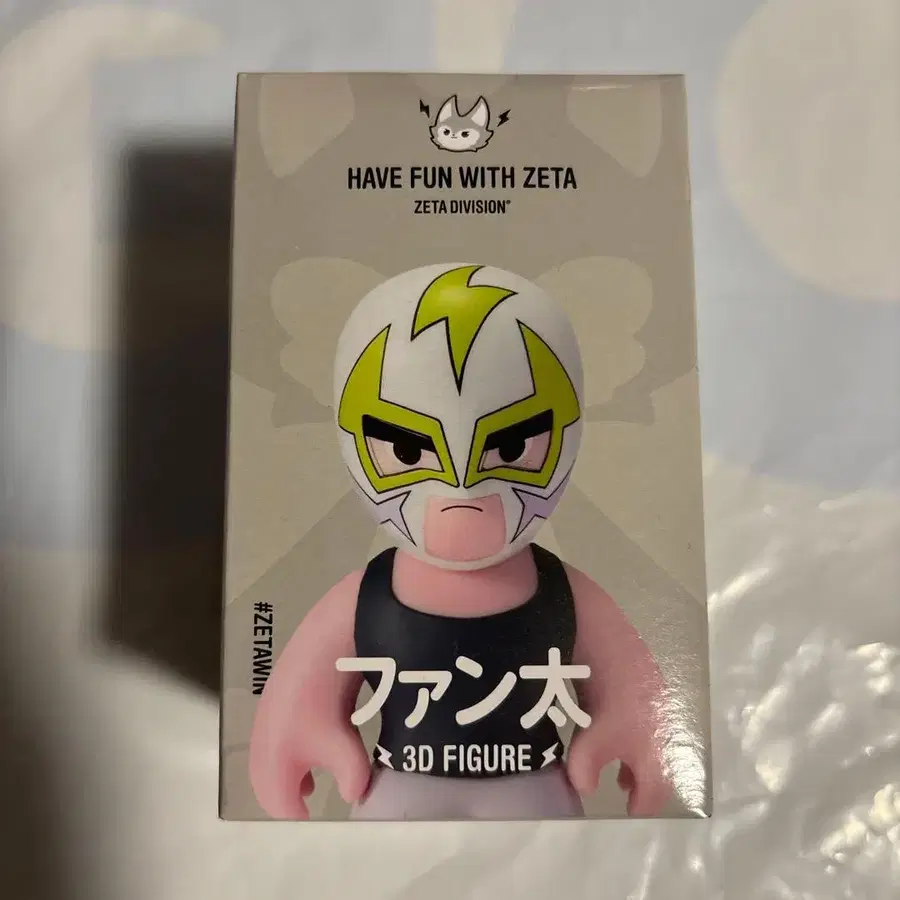 HAVE FUN WITH ZETA
ZETA DIVISION®
#ZETAWIN
ファン太
3D FIGURE